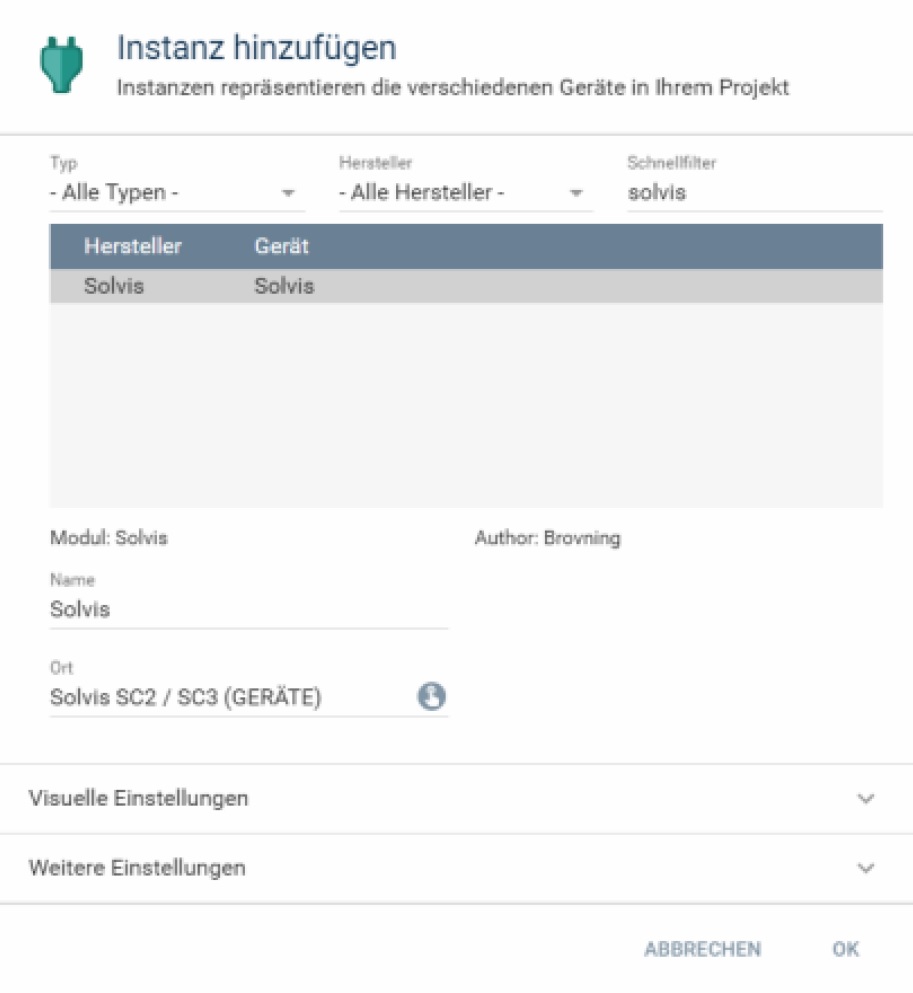 Instanz hinzufügen
Instanzen repräsentieren die verschiedenen Geräte in Ihrem Projekt
Typ Hersteller Schnellfilter
- Alle Typen - - Alle Hersteller - solvis
Hersteller Gerät
Solvis Solvis
Modul: Solvis Author: Brovning
Name
Solvis
Ort
Solvis SC2 / SC3 (GERÄTE)
Visuelle Einstellungen
Weitere Einstellungen
ABBRECHEN OK